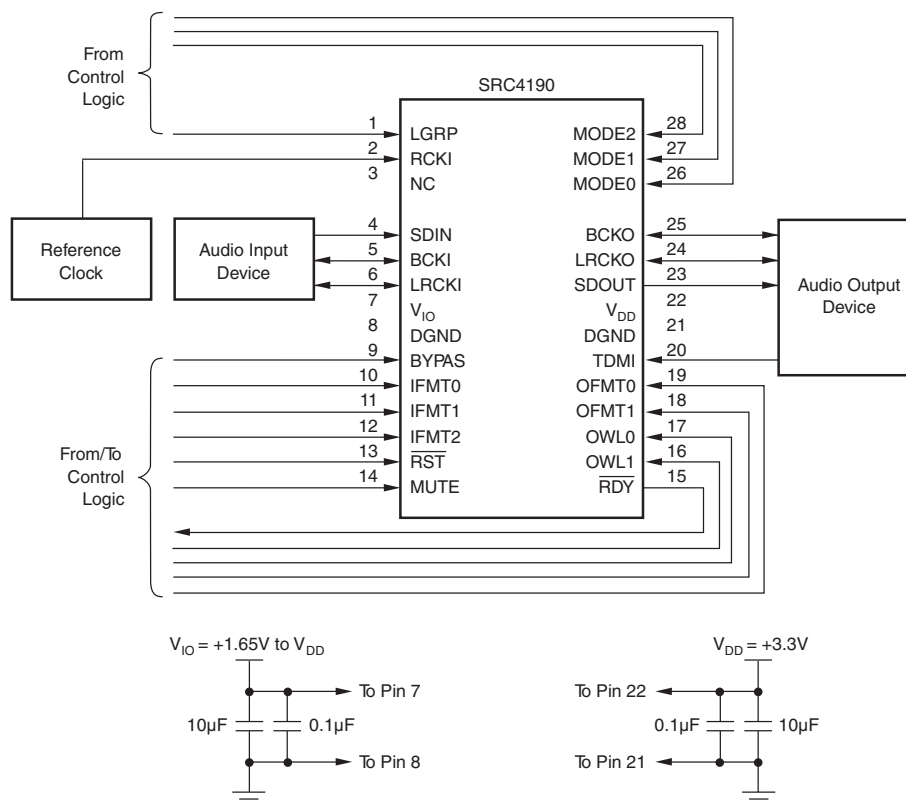 From
Control
Logic
SRC4190
1 LGRP MODE2 28
2 RCKI MODE1 27
3 NC MODE0 26
Reference
Clock
Audio Input
Device
4 SDIN BCKO 25
5 BCKI LRCKO 24
6 LRCKI SDOUT 23
7 VIO VDD 22
8 DGND DGND 21
9 BYPAS TDMI 20
10 IFMT0 OFMT0 19
11 IFMT1 OFMT1 18
12 IFMT2 OWL0 17
13 RST OWL1 16
14 MUTE RDY 15
Audio Output
Device
From/To
Control
Logic
VIO = +1.65V to VDD
To Pin 7
10µF 0.1µF
To Pin 8
VDD = +3.3V
To Pin 22
0.1µF 10µF
To Pin 21